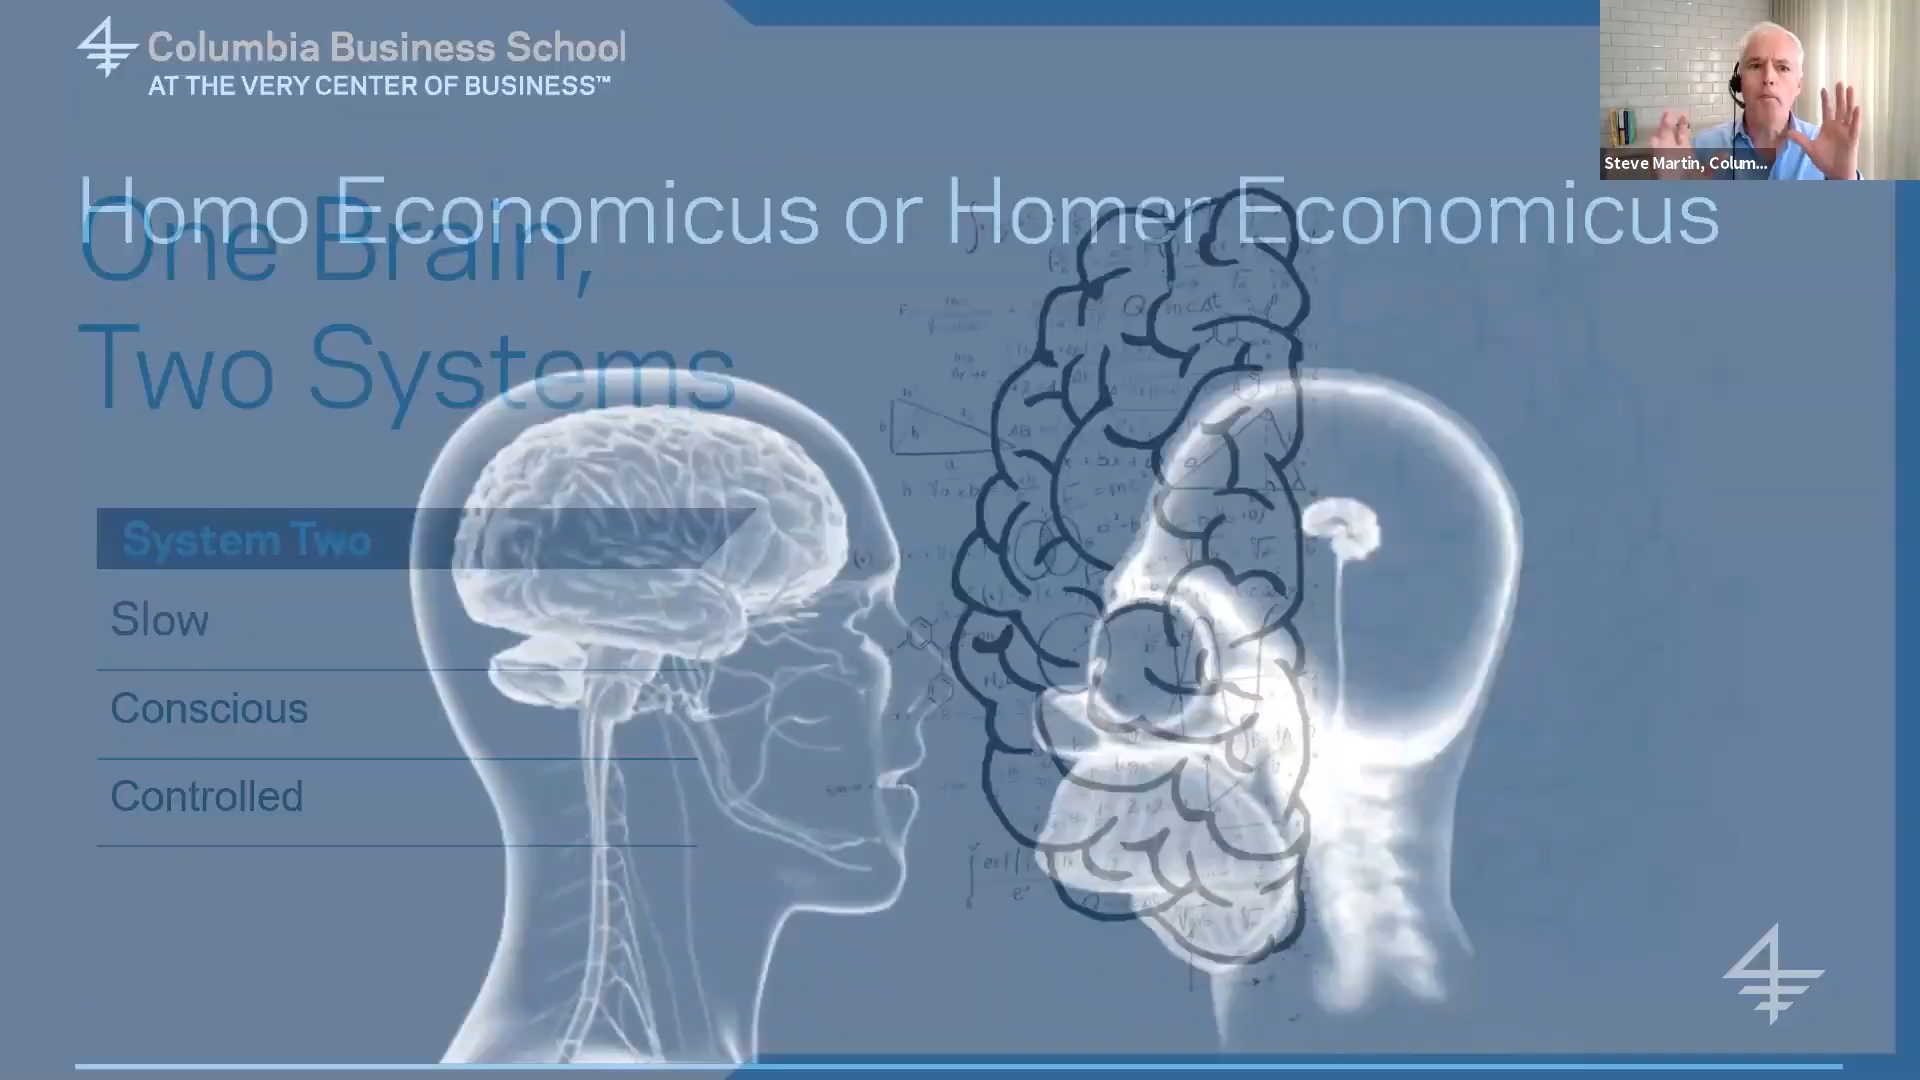 Columbia Business School
AT THE VERY CENTER OF BUSINESS™
Steve Martin, Colum...
Homo Economicus or Homer Economicus
One Brain,
Two Systems
System Two
Slow
Conscious
Controlled